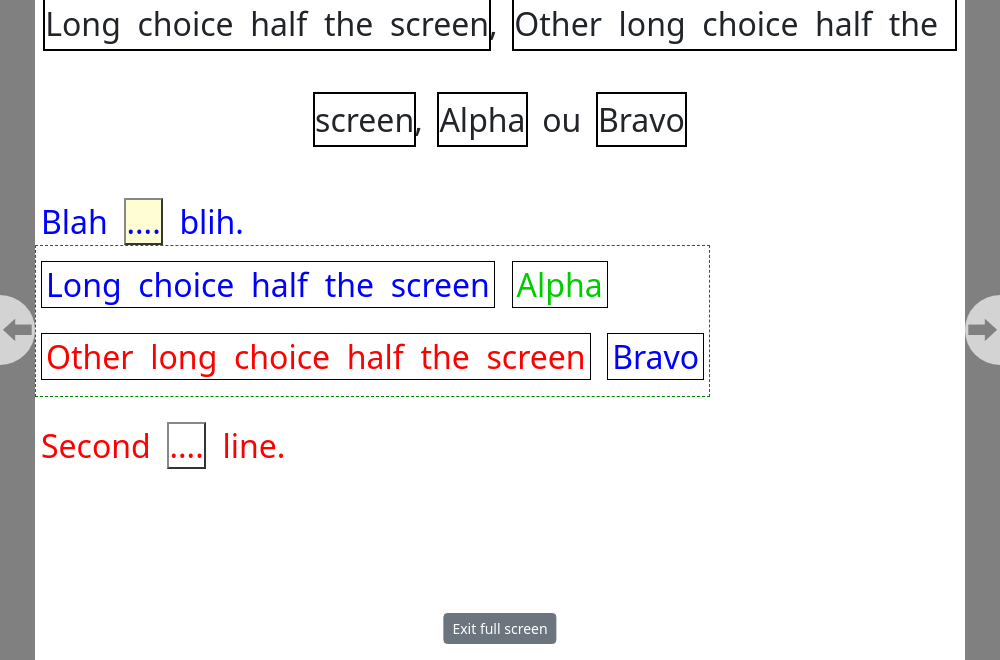 Long choice half the screen, Other long choice half the
screen, Alpha ou Bravo
Blah .... blih.
Long choice half the screen Alpha
Other long choice half the screen Bravo
Second .... line.
Exit full screen